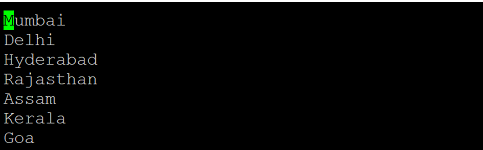 Mumbai
Delhi
Hyderabad
Rajasthan
Assam
Kerala
Goa